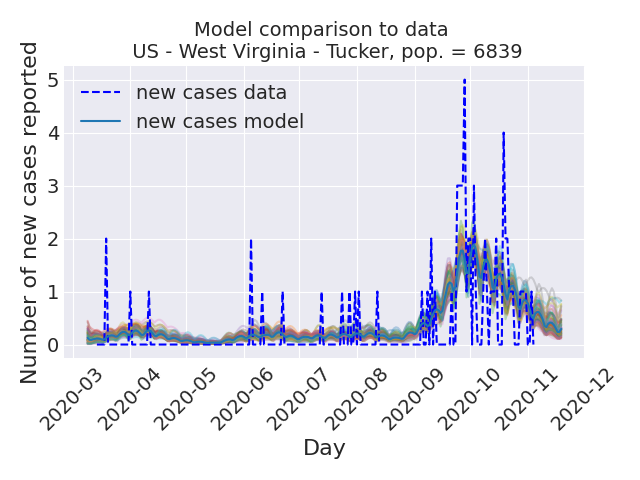 Model comparison to data
US - West Virginia - Tucker, pop. = 6839
Number of new cases reported
5
4
3
2
1
0
new cases data
new cases model
2020-03
2020-04
2020-05
2020-06
2020-07
2020-08
2020-09
2020-10
2020-11
2020-12
Day